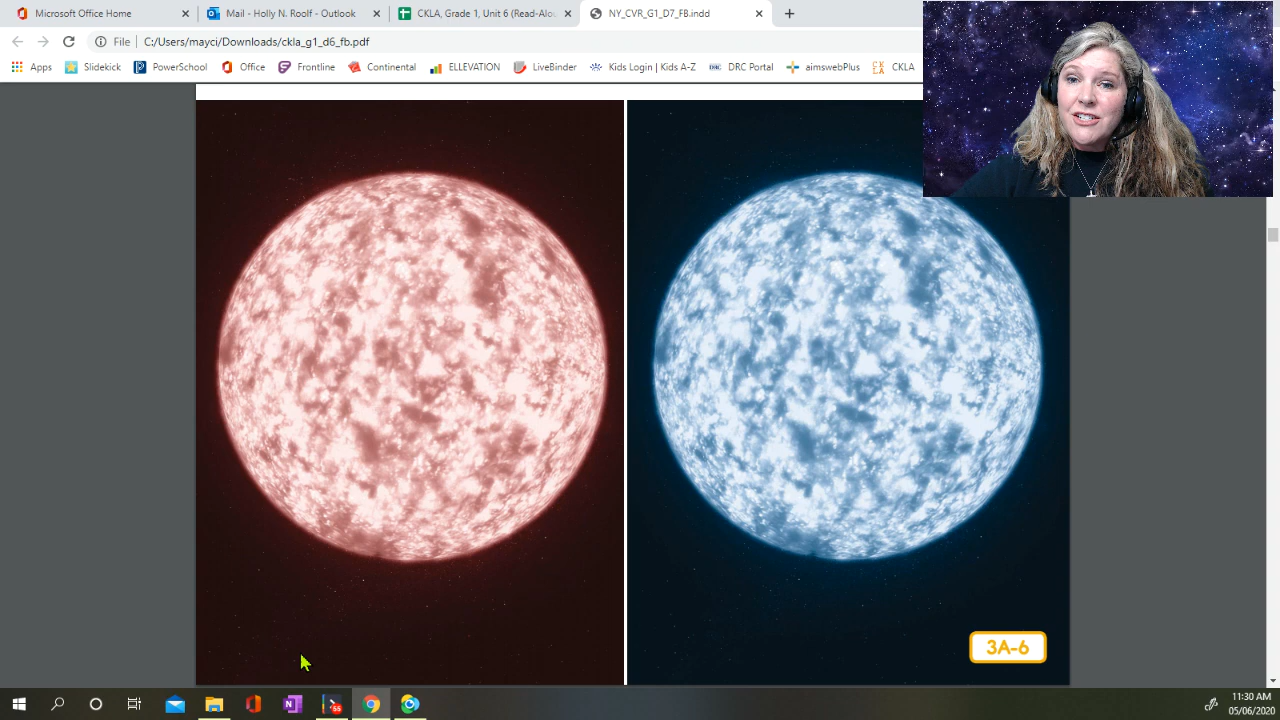 Microsoft Office Home
Mail - Holly N. Roolf - Outlook
CKLA, Grade 1, Unit 6 (Read-Alou
NY_CVR_G1_D7_FB.indd
File
C:/Users/mayci/Downloads/ckla_g1_d6_fb.pdf
Apps
Slidekick
PowerSchool
Office
Frontline
Continental
ELLEVATION
LiveBinder
Kids Login | Kids A-Z
DRC Portal
aimswebPlus
CKLA
3A-6
55
11:30 AM
05/06/2020